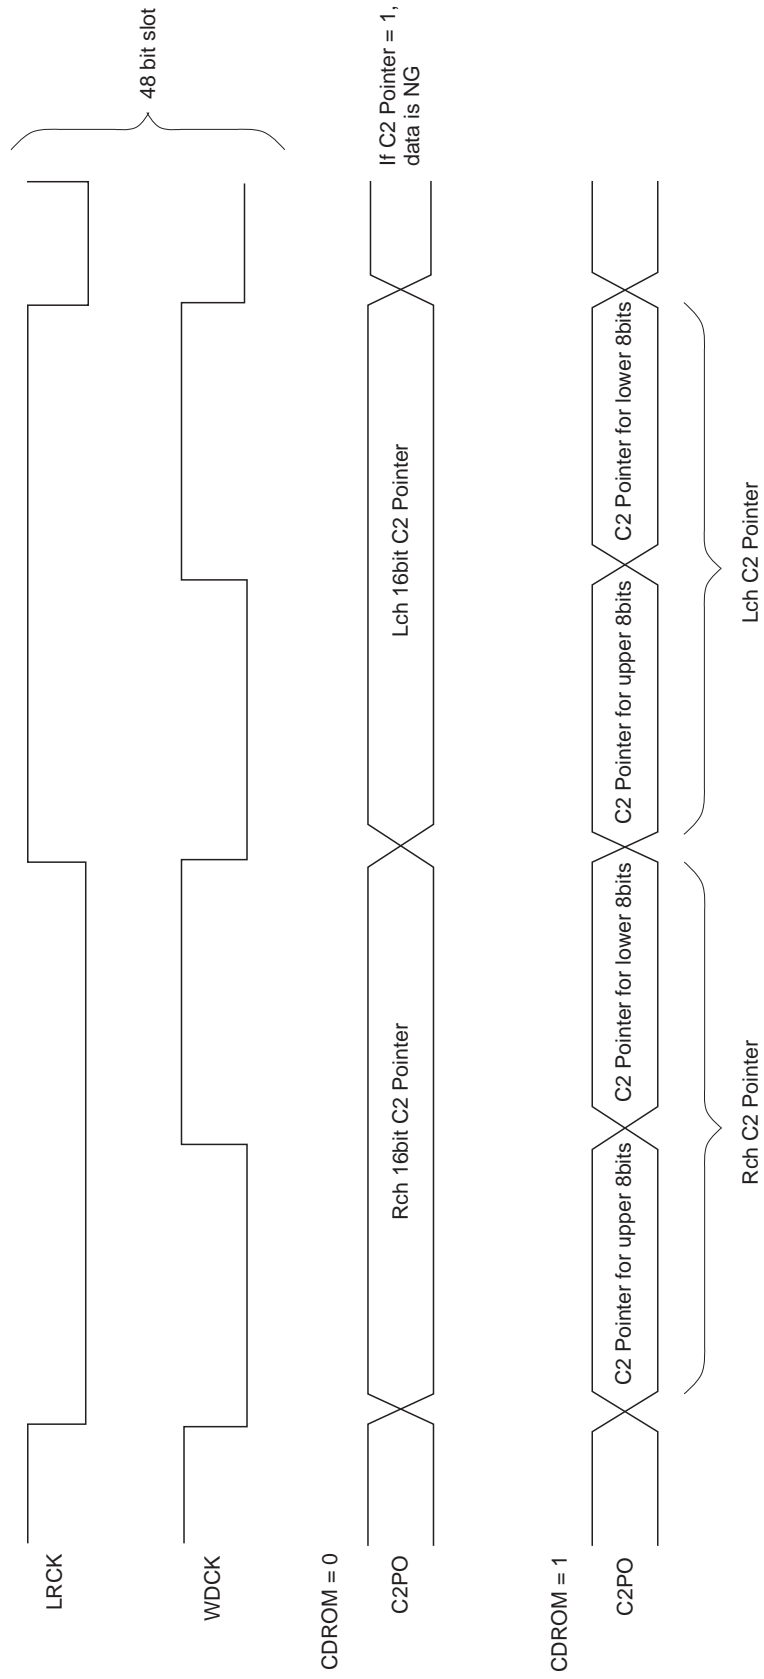 LRCK
48 bit slot
WDCK
CDROM = 0
C2PO
Rch 16bit C2 Pointer
Lch 16bit C2 Pointer
If C2 Pointer = 1,
data is NG
CDROM = 1
C2PO
C2 Pointer for upper 8bits
C2 Pointer for lower 8bits
C2 Pointer for upper 8bits
C2 Pointer for lower 8bits
Rch C2 Pointer
Lch C2 Pointer